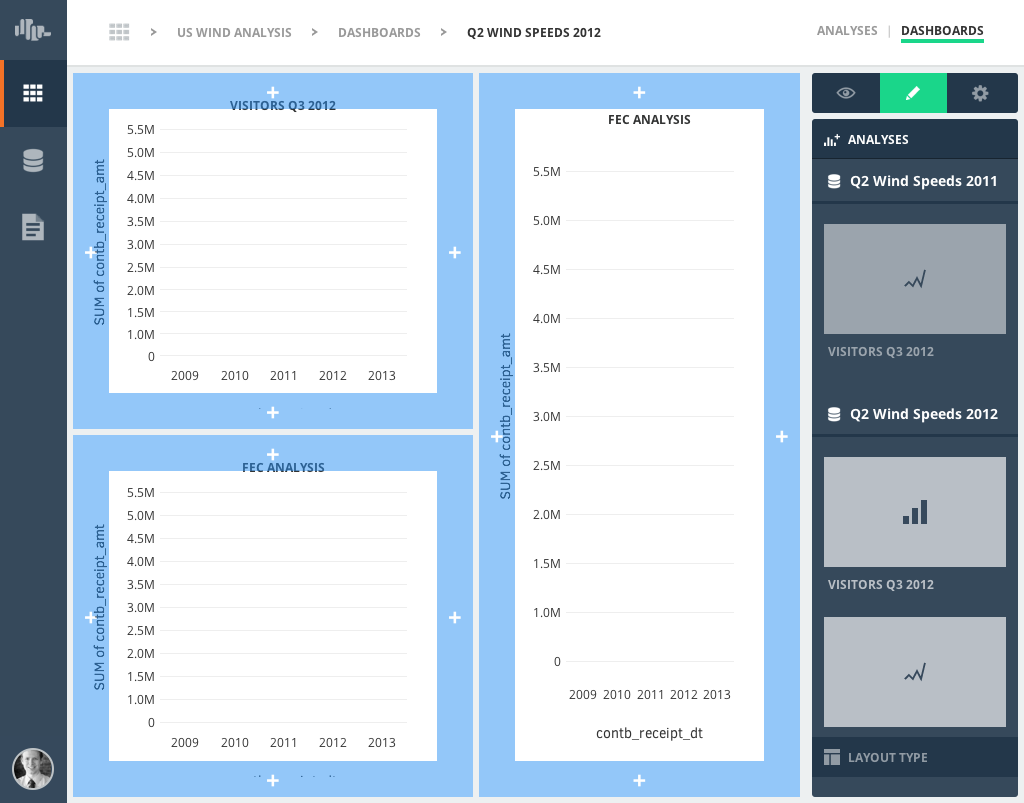 > US WIND ANALYSIS > DASHBOARDS > Q2 WIND SPEEDS 2012
ANALYSES | DASHBOARDS
VISITORS Q3 2012
SUM of contb_receipt_amt
5.5M
5.0M
4.5M
4.0M
3.5M
3.0M
2.5M
2.0M
1.5M
1.0M
0
2009 2010 2011 2012 2013
FEC ANALYSIS
SUM of contb_receipt_amt
5.5M
5.0M
4.5M
4.0M
3.5M
3.0M
2.5M
2.0M
1.5M
1.0M
0
2009 2010 2011 2012 2013
FEC ANALYSIS
SUM of contb_receipt_amt
5.5M
5.0M
4.5M
4.0M
3.5M
3.0M
2.5M
2.0M
1.5M
1.0M
0
2009 2010 2011 2012 2013
contb_receipt_dt
ANALYSES
Q2 Wind Speeds 2011
VISITORS Q3 2012
Q2 Wind Speeds 2012
VISITORS Q3 2012
LAYOUT TYPE